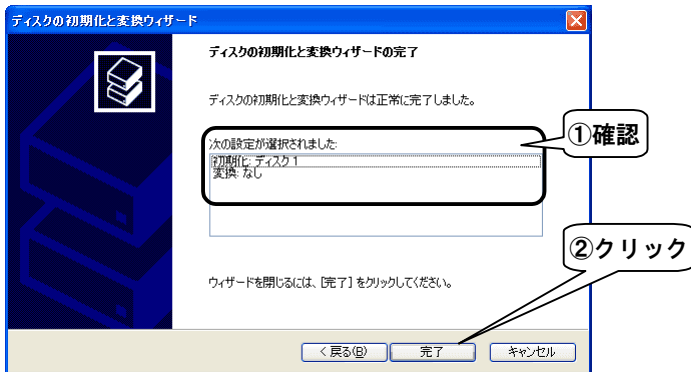 ディスクの初期化と変換ウィザード
ディスクの初期化と変換ウィザードの完了
ディスクの初期化と変換ウィザードは正常に完了しました。
次の設定が選択されました:
初期化: ディスク 1
変換: なし
①確認
②クリック
ウィザードを閉じるには、[完了] をクリックしてください。
< 戻る(B)
完了
キャンセル